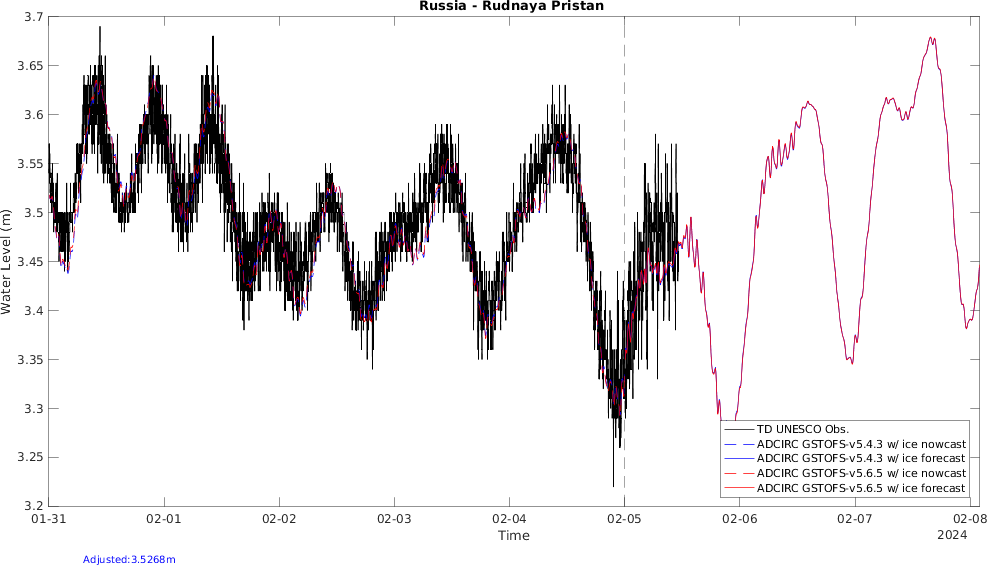 Russia - Rudnaya Pristan
3.7
3.65
3.6
3.55
3.5
3.45
3.4
3.35
3.3
3.25
3.2
Water Level (m)
TD UNESCO Obs.
ADCIRC GSTOFS-v5.4.3 w/ ice nowcast
ADCIRC GSTOFS-v5.4.3 w/ ice forecast
ADCIRC GSTOFS-v5.6.5 w/ ice nowcast
ADCIRC GSTOFS-v5.6.5 w/ ice forecast
01-31 02-01 02-02 02-03 02-04 02-05 02-06 02-07 02-08
Time
2024
Adjusted:3.5268m